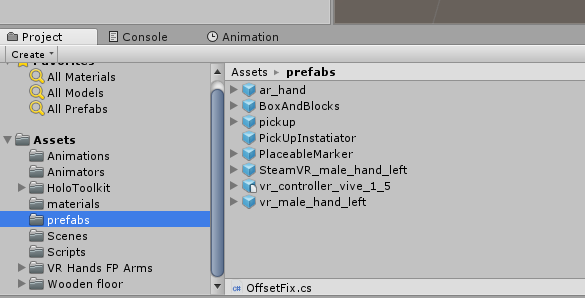 Project Console Animation
Create
Favorites
All Materials
All Models
All Prefabs
Assets
Animations
Animators
HoloToolkit
materials
prefabs
Scenes
Scripts
VR Hands FP Arms
Wooden floor
Assets prefabs
ar_hand
BoxAndBlocks
pickup
PickUpInstatiator
PlaceableMarker
SteamVR_male_hand_left
vr_controller_vive_1_5
vr_male_hand_left
OffsetFix.cs